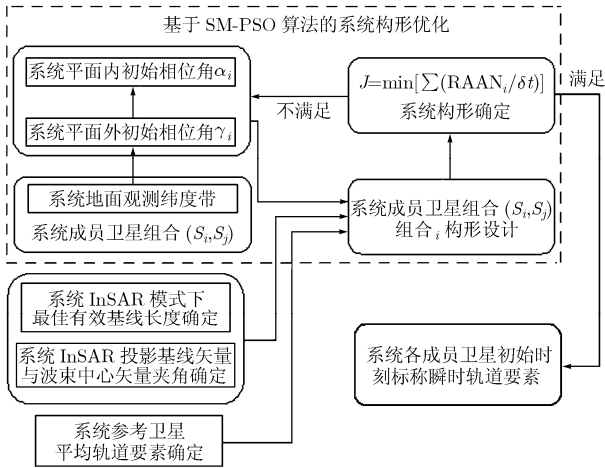 基于 SM-PSO 算法的系统构形优化
系统平面内初始相位角αi
系统平面外初始相位角γi
系统地面观测纬度带
系统成员卫星组合 (Si,Sj)
J=min[∑(RAANi/δt)]
系统构形确定
满足
不满足
系统成员卫星组合 (Si,Sj)
组合 i 构形设计
系统 InSAR 模式下
最佳有效基线长度确定
系统 InSAR 投影基线矢量
与波束中心矢量夹角确定
系统参考卫星
平均轨道要素确定
系统各成员卫星初始时
刻标称瞬时轨道要素